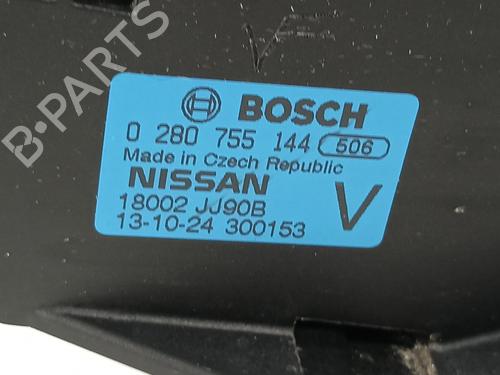 BOSCH
0 280 755 144 506
Made in Czech Republic
NISSAN
18002 JJ90B
13-10-24 300153
V
B-PARTS